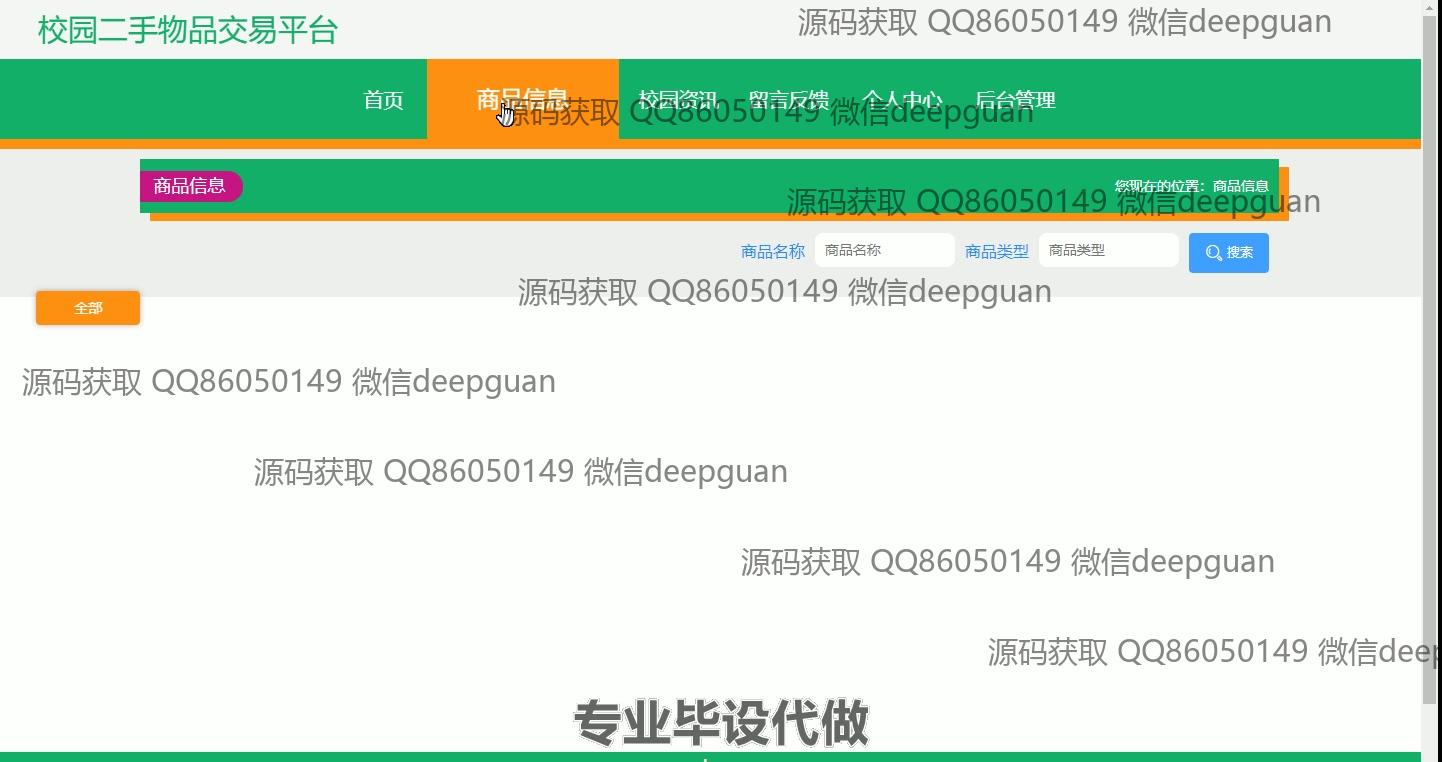 校园二手物品交易平台
源码获取 QQ86050149 微信deepguan
首页 商品信息 校园资讯 留言反馈 个人中心 后台管理
源码获取 QQ86050149 微信deepguan
商品信息 您现在的位置：商品信息
源码获取 QQ86050149 微信deepguan
商品名称 商品名称 商品类型 商品类型 搜索
源码获取 QQ86050149 微信deepguan
全部
源码获取 QQ86050149 微信deepguan
源码获取 QQ86050149 微信deepguan
源码获取 QQ86050149 微信deepguan
源码获取 QQ86050149 微信deep
专业毕设代做